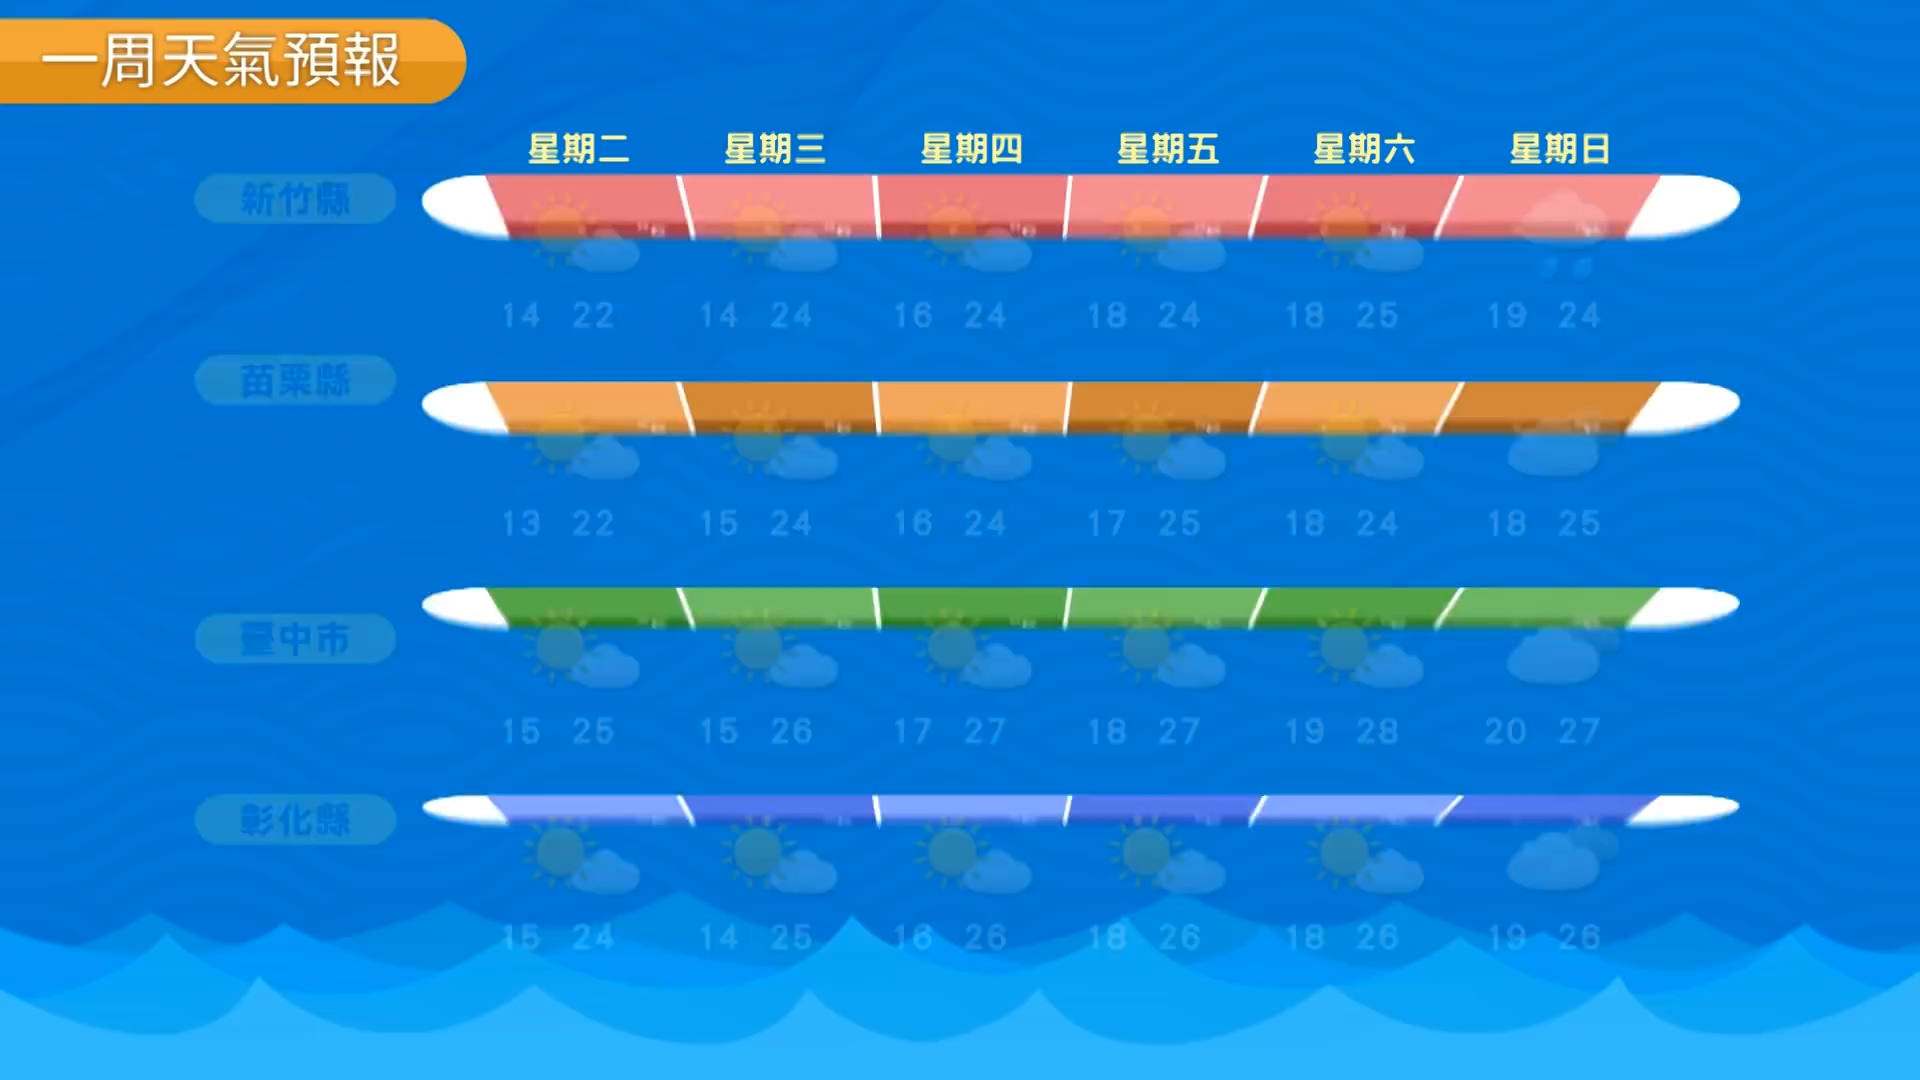 一周天氣預報
星期二 星期三 星期四 星期五 星期六 星期日
新竹縣
14 22 14 24 16 24 18 24 18 25 19 24
苗栗縣
13 22 15 24 16 24 17 25 18 24 18 25
臺中市
15 25 15 26 17 27 18 27 19 28 20 27
彰化縣
15 24 14 25 16 26 18 26 18 26 19 26